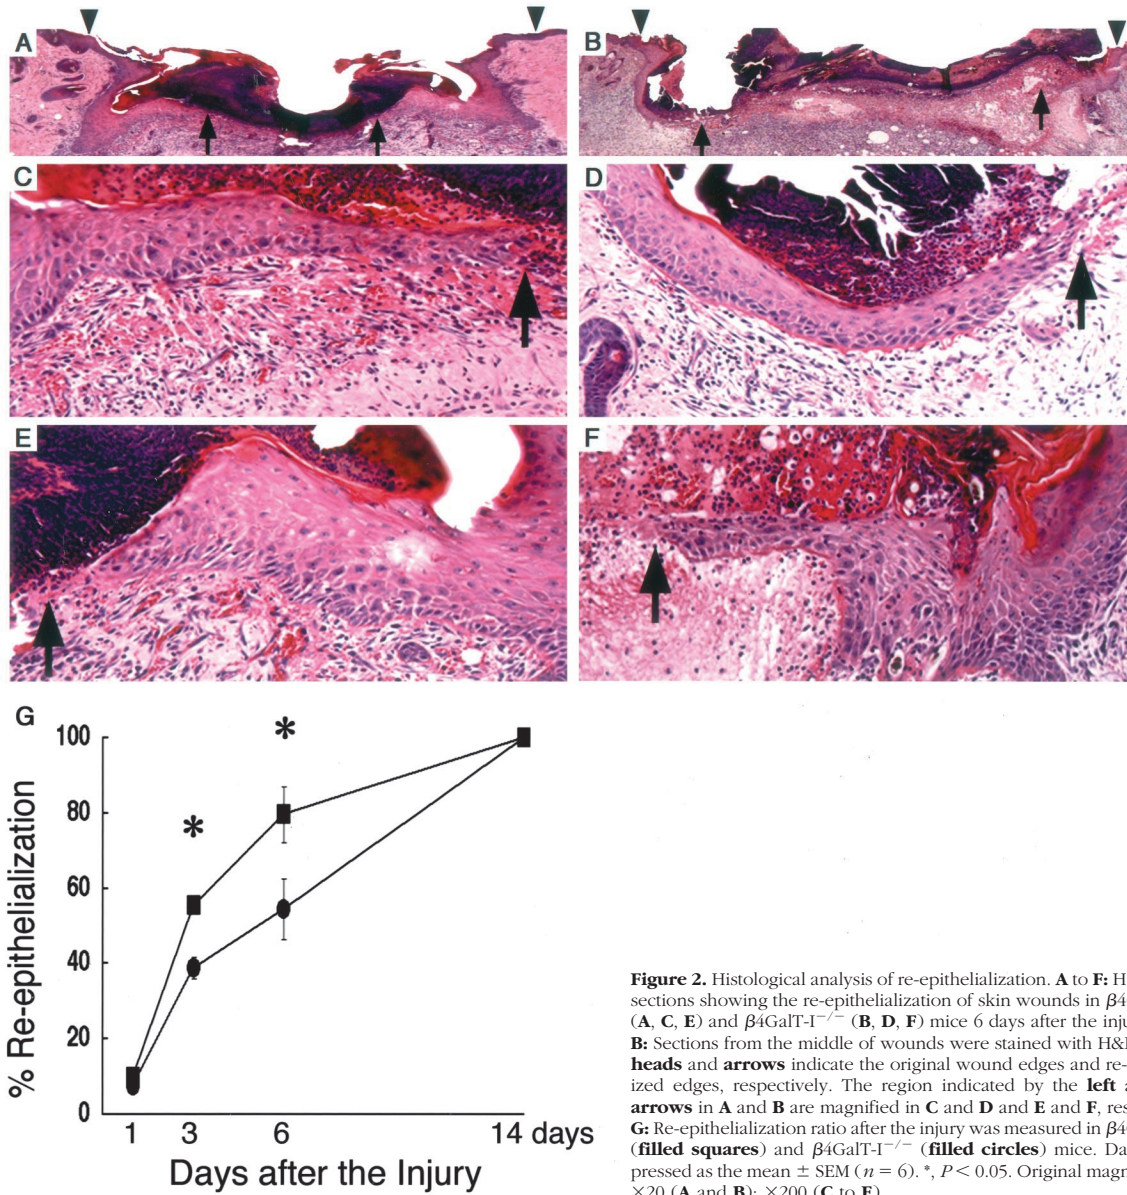 A
B
C
D
E
F
G
*
*
100
80
60
40
20
0
% Re-epithelialization
1 3 6 14 days
Days after the Injury
Figure 2. Histological analysis of re-epithelialization. A to F: H
sections showing the re-epithelialization of skin wounds in β4
(A, C, E) and β4GalT-I−/− (B, D, F) mice 6 days after the inju
B: Sections from the middle of wounds were stained with H&
heads and arrows indicate the original wound edges and re-
ized edges, respectively. The region indicated by the left a
arrows in A and B are magnified in C and D and E and F, res
G: Re-epithelialization ratio after the injury was measured in β4
(filled squares) and β4GalT-I−/− (filled circles) mice. Da
pressed as the mean ± SEM (n = 6). *, P < 0.05. Original magn
×20 (A and B); ×200 (C to F)